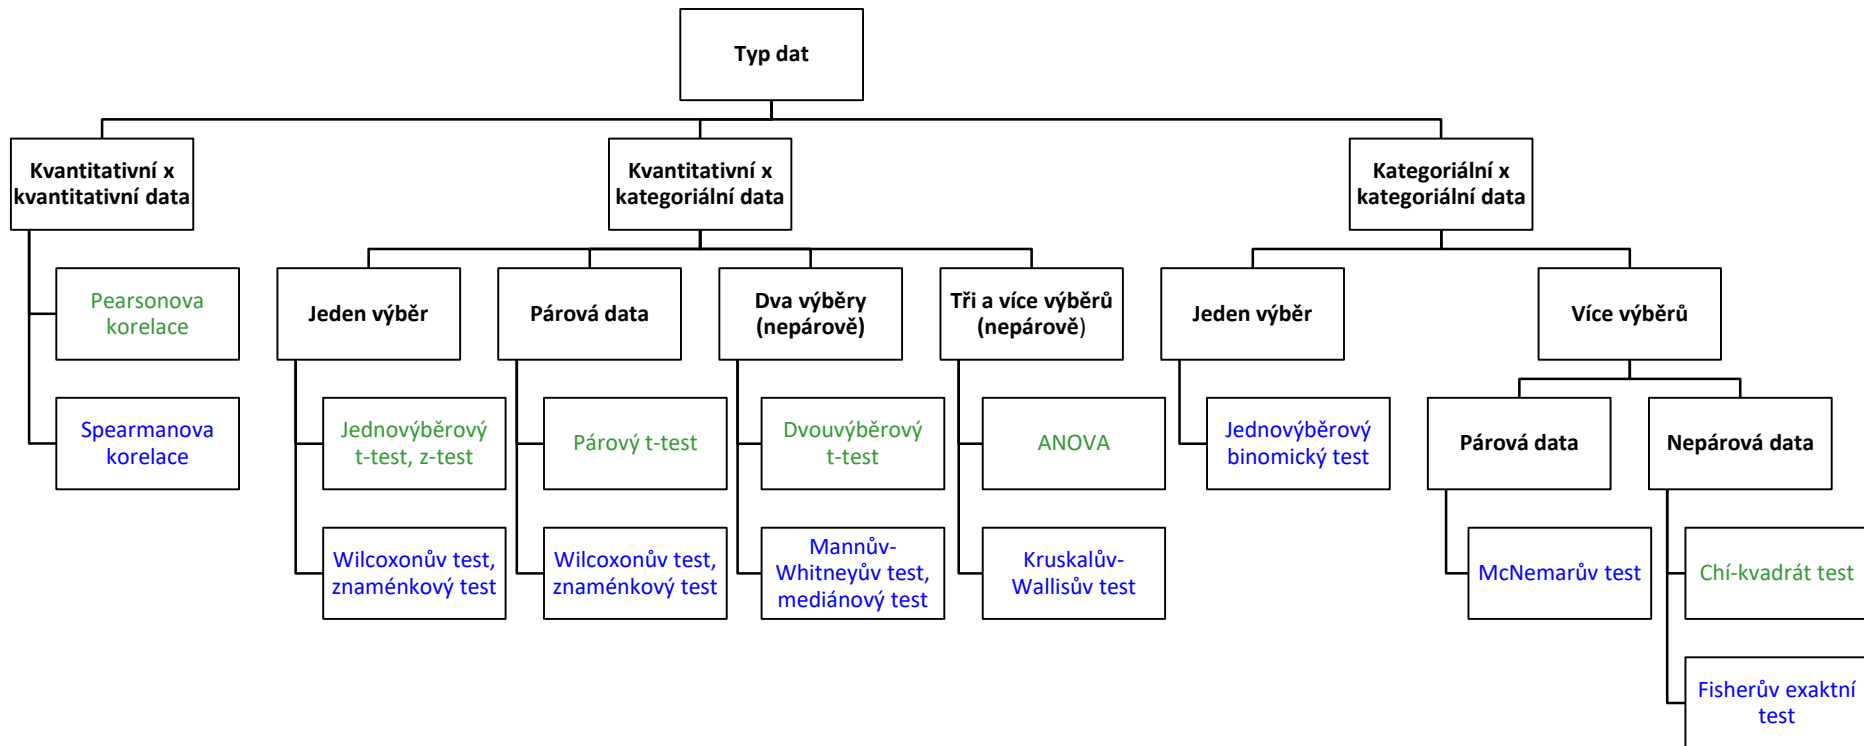 Typ dat
Kvantitativní x
kvantitativní data
Kvantitativní x
kategoriální data
Kategoriální x
kategoriální data
Pearsonova
korelace
Spearmanova
korelace
Jeden výběr
Párová data
Dva výběry
(nepárově)
Tři a více výběrů
(nepárově)
Jeden výběr
Více výběrů
Jednovýběrový
t-test, z-test
Wilcoxonův test,
znaménkový test
Párový t-test
Wilcoxonův test,
znaménkový test
Dvouvýběrový
t-test
Mannův-
Whitneyův test,
mediánový test
ANOVA
Kruskalův-
Wallisův test
Jednovýběrový
binomický test
Párová data
Nepárová data
McNemarův test
Chí-kvadrát test
Fisherův exaktní
test